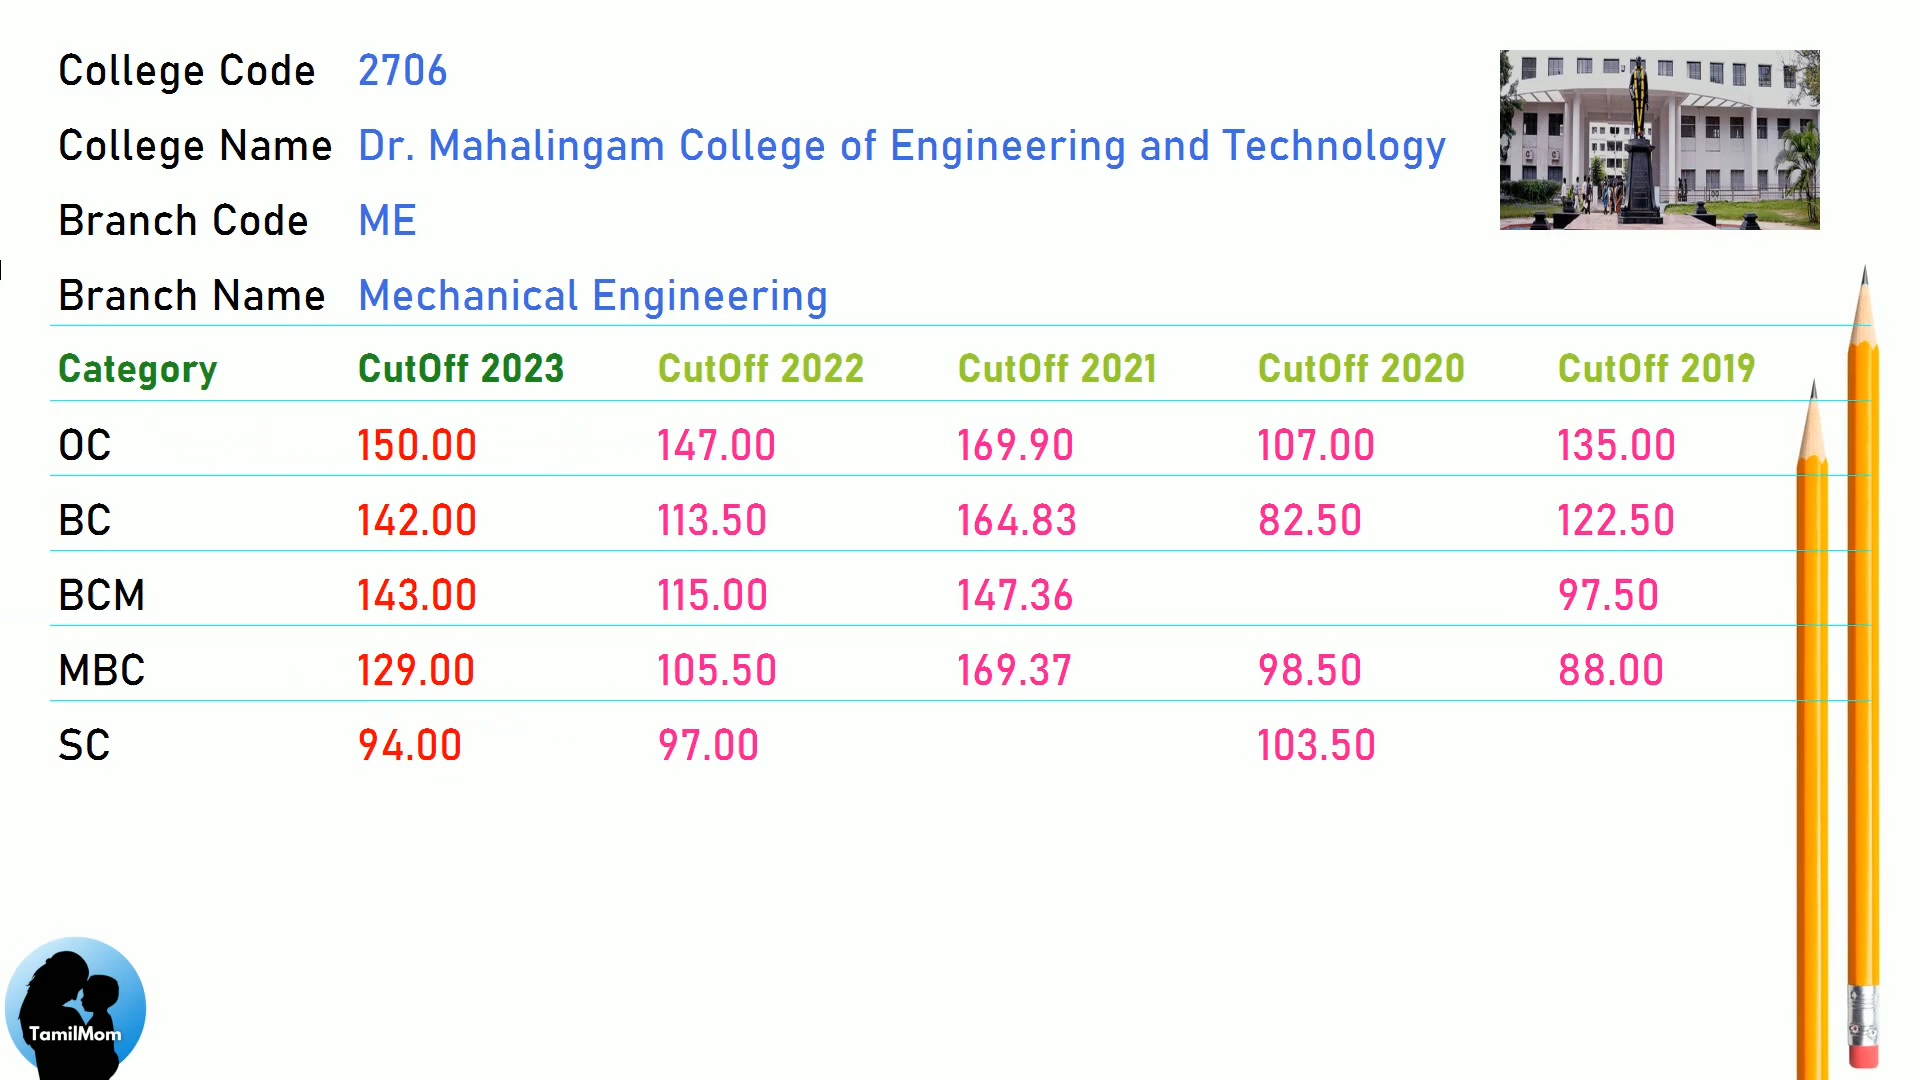 College Code 2706
College Name Dr. Mahalingam College of Engineering and Technology
Branch Code ME
Branch Name Mechanical Engineering
Category CutOff 2023 CutOff 2022 CutOff 2021 CutOff 2020 CutOff 2019
OC 150.00 147.00 169.90 107.00 135.00
BC 142.00 113.50 164.83 82.50 122.50
BCM 143.00 115.00 147.36 97.50
MBC 129.00 105.50 169.37 98.50 88.00
SC 94.00 97.00 103.50
TamilMom